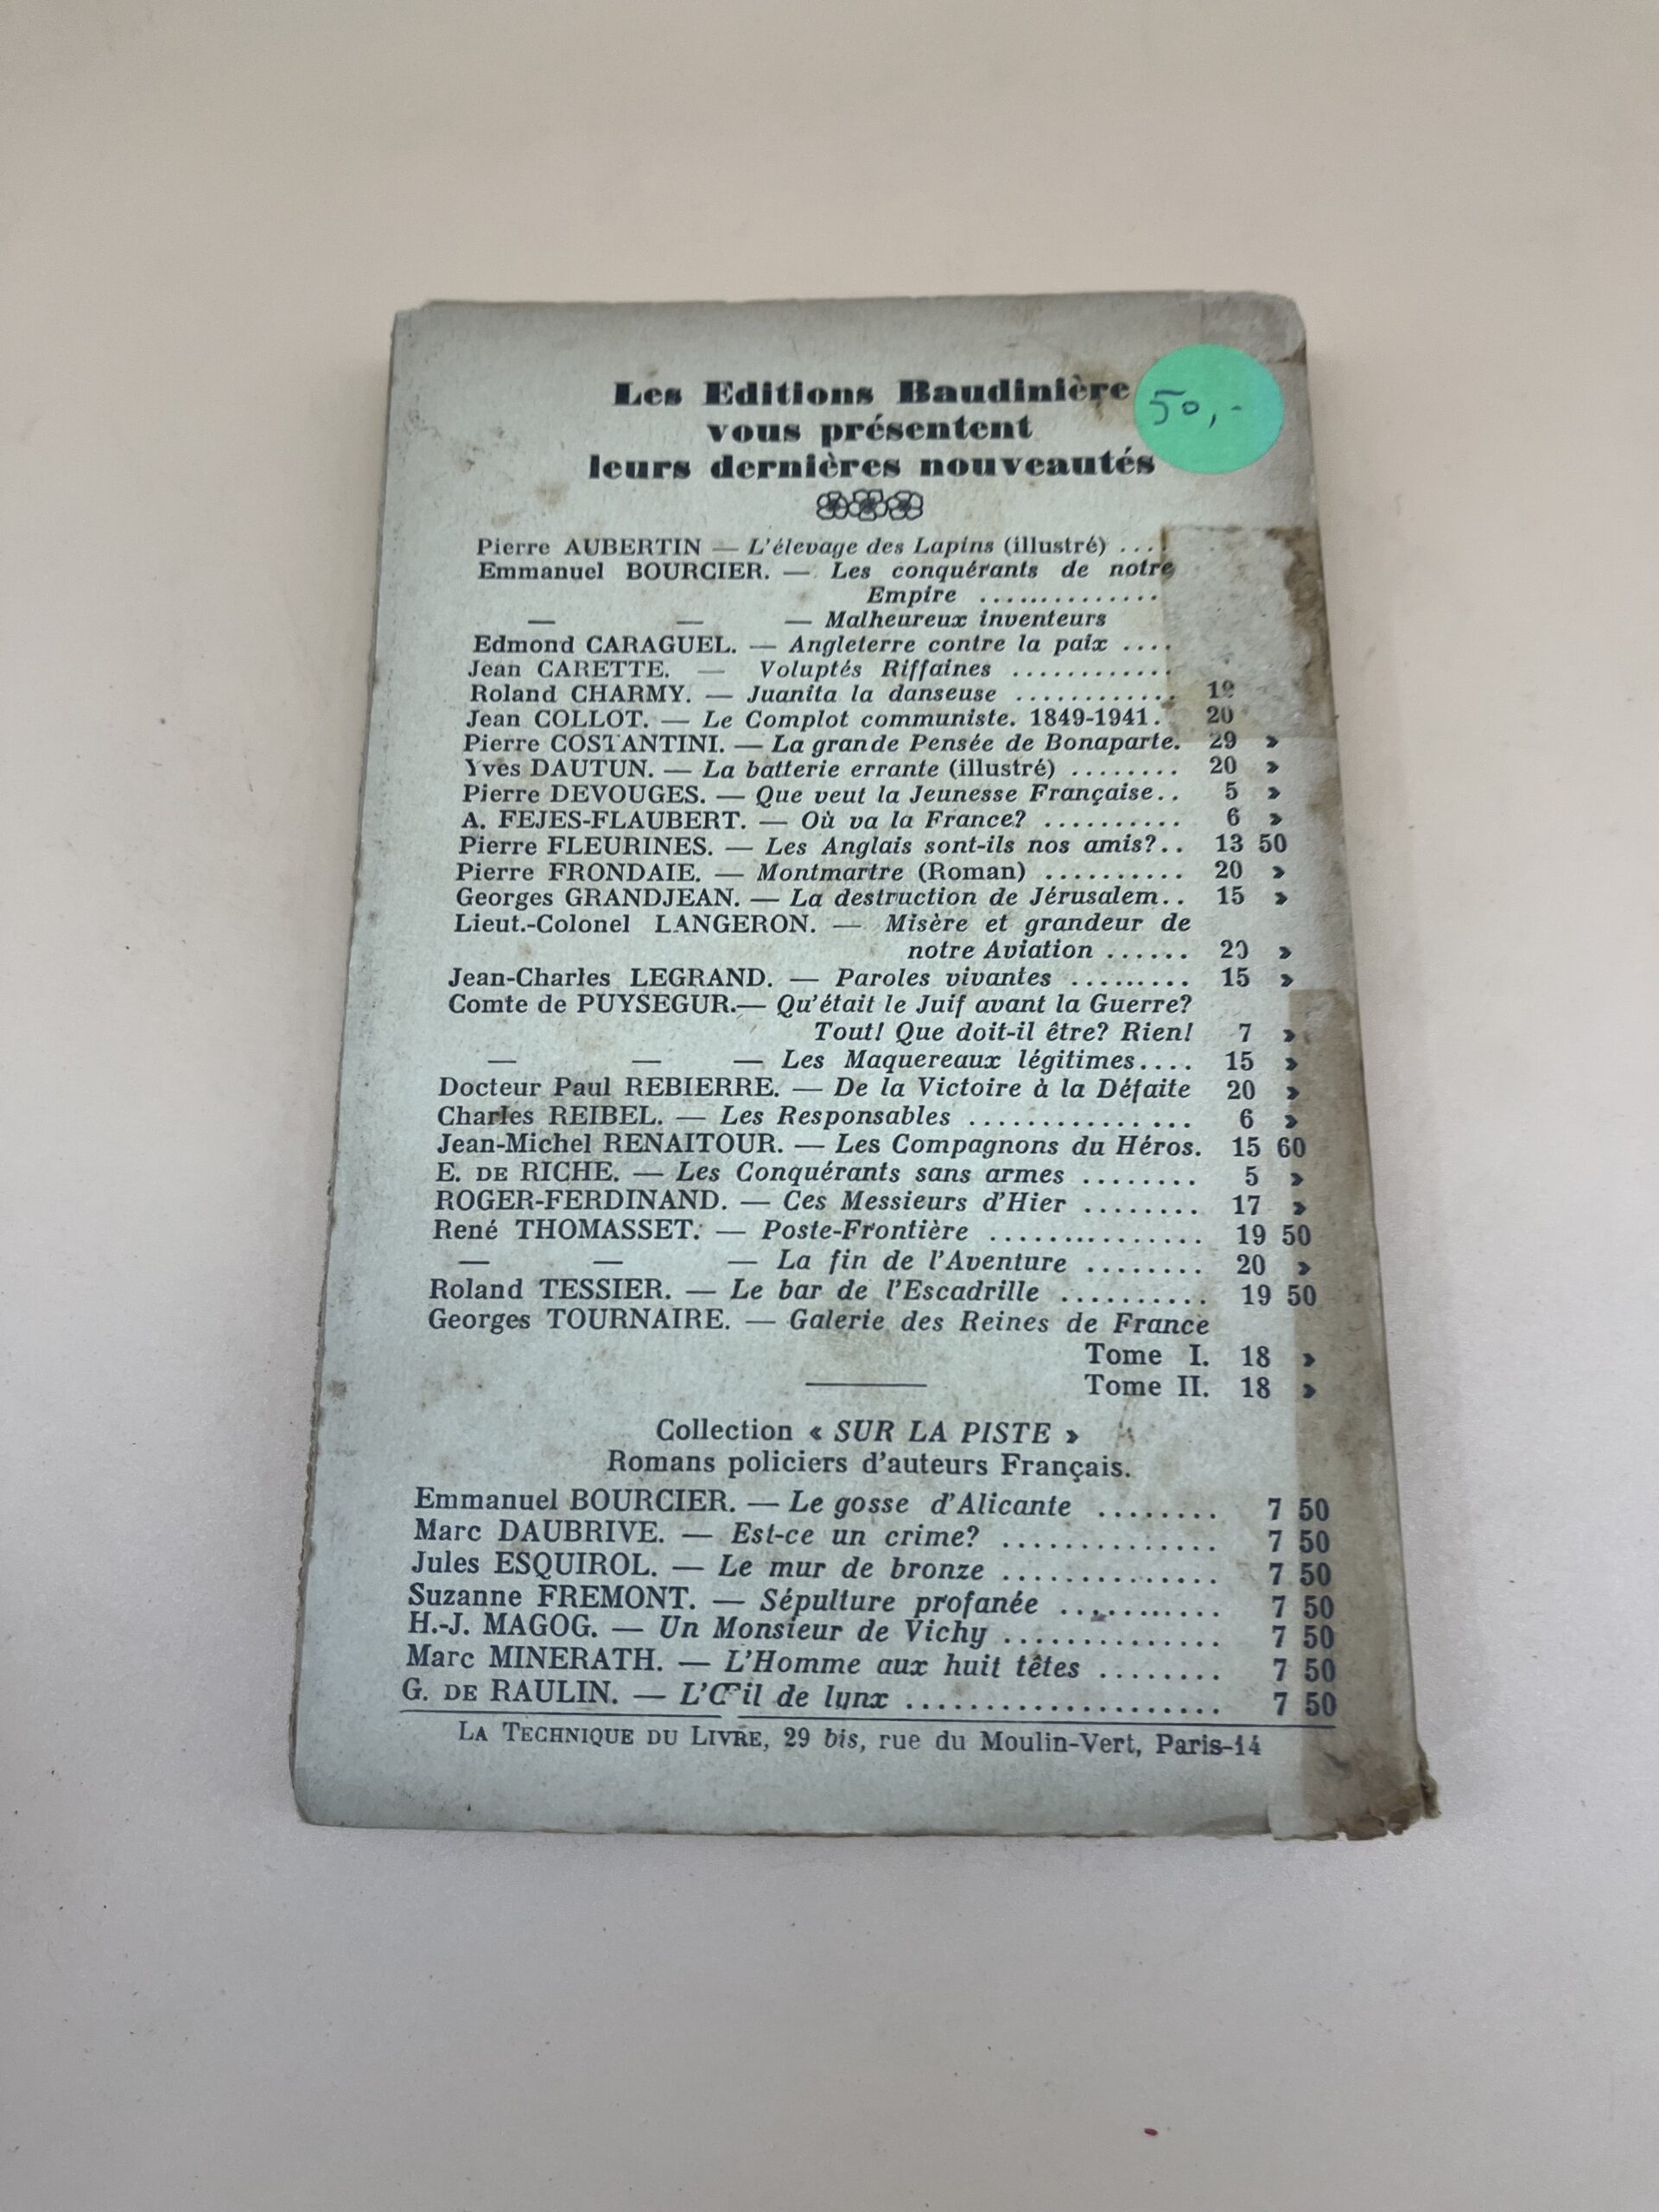 Les Editions Baudinière
50,-
vous présentent
leurs dernières nouveautés
Pierre AUBERTIN — L'élevage des Lapins (illustré) ....
Emmanuel BOURCIER. — Les conquérants de notre
Empire ..............
— — — Malheureux inventeurs
Edmond CARAGUEL. — Angleterre contre la paix ....
Jean CARETTE. — Voluptés Riffaines ............
Roland CHARMY. — Juanita la danseuse ............
Jean COLLOT. — Le Complot communiste. 1849-1941. 20
Pierre COSTANTINI. — La grande Pensée de Bonaparte. 29 »
Yves DAUTUN. — La batterie errante (illustré) ........ 20 »
Pierre DEVOUGES. — Que veut la Jeunesse Française.. 5 »
A. FEJES-FLAUBERT. — Où va la France? .......... 6 »
Pierre FLEURINES. — Les Anglais sont-ils nos amis?.. 13 50
Pierre FRONDAIE. — Montmartre (Roman) .......... 20 »
Georges GRANDJEAN. — La destruction de Jérusalem.. 15 »
Lieut.-Colonel LANGERON. — Misère et grandeur de
notre Aviation ...... 20 »
Jean-Charles LEGRAND. — Paroles vivantes ......... 15 »
Comte de PUYSEGUR.— Qu'était le Juif avant la Guerre?
Tout! Que doit-il être? Rien! 7 »
— — — Les Maquereaux légitimes.... 15 »
Docteur Paul REBIERRE. — De la Victoire à la Défaite 20 »
Charles REIBEL. — Les Responsables ............... 6 »
Jean-Michel RENAITOUR. — Les Compagnons du Héros. 15 60
E. DE RICHE. — Les Conquérants sans armes ........ 5 »
ROGER-FERDINAND. — Ces Messieurs d'Hier ........ 17 »
René THOMASSET. — Poste-Frontière ............... 19 50
— — — La fin de l'Aventure ........ 20 »
Roland TESSIER. — Le bar de l'Escadrille .......... 19 50
Georges TOURNAIRE. — Galerie des Reines de France
Tome I. 18 »
Tome II. 18 »
Collection « SUR LA PISTE »
Romans policiers d'auteurs Français.
Emmanuel BOURCIER. — Le gosse d'Alicante ........ 7 50
Marc DAUBRIVE. — Est-ce un crime? .............. 7 50
Jules ESQUIROL. — Le mur de bronze .............. 7 50
Suzanne FREMONT. — Sépulture profanée .......... 7 50
H.-J. MAGOG. — Un Monsieur de Vichy .............. 7 50
Marc MINERATH. — L'Homme aux huit têtes ........ 7 50
G. DE RAULIN. — L'Œil de lynx .................... 7 50
LA TECHNIQUE DU LIVRE, 29 bis, rue du Moulin-Vert, Paris-14